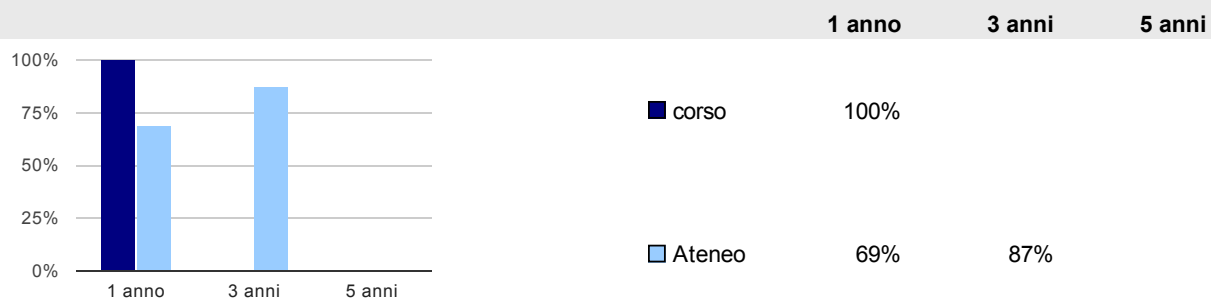 1 anno 3 anni 5 anni
100%
75%
50%
25%
0%
1 anno 3 anni 5 anni
corso 100%
Ateneo 69% 87%